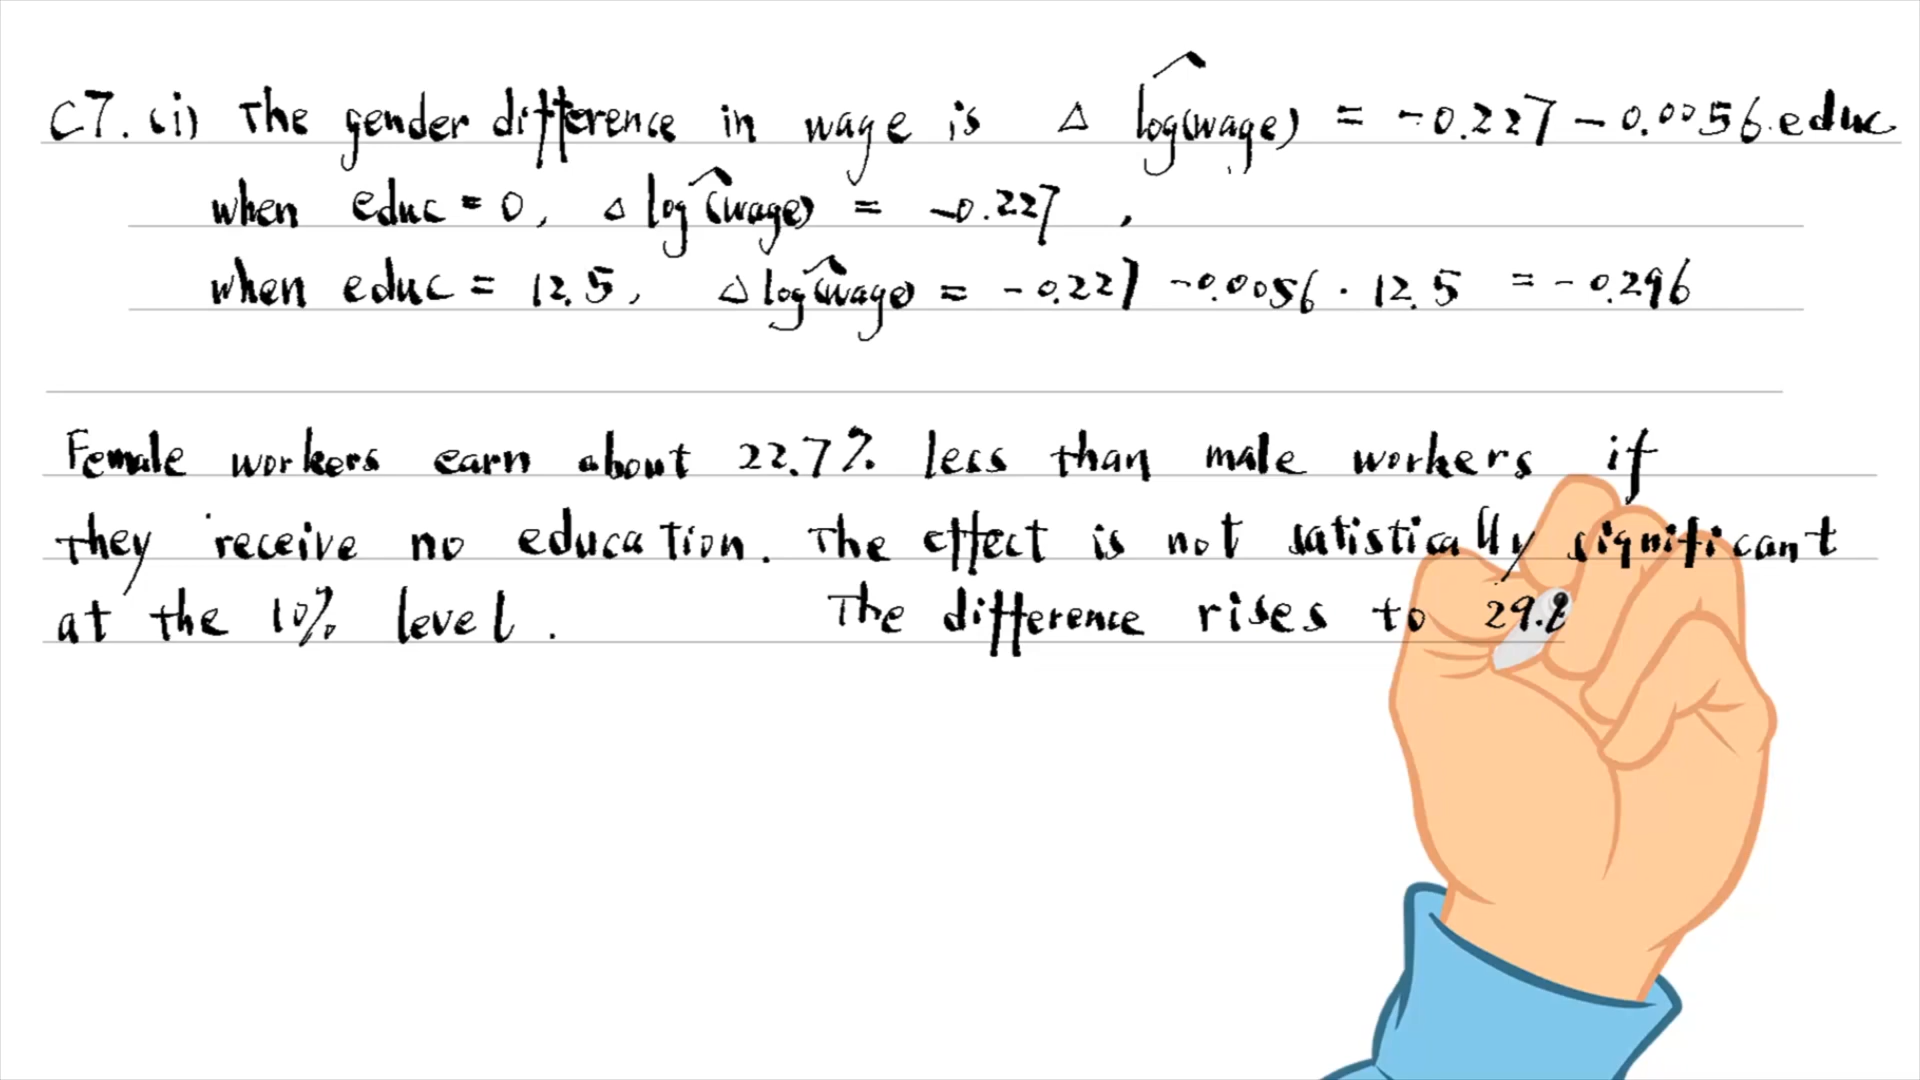 C7. (i) The gender difference in wage is Δ log(wage)^ = -0.227 - 0.0056·educ
when educ = 0, Δ log(wage)^ = -0.227 ,
when educ = 12.5, Δ log(wage)^ = -0.227 -0.0056 · 12.5 = -0.296
Female workers earn about 22.7% less than male workers if
they receive no education. The effect is not satistically significant
at the 10% level. The difference rises to 29.